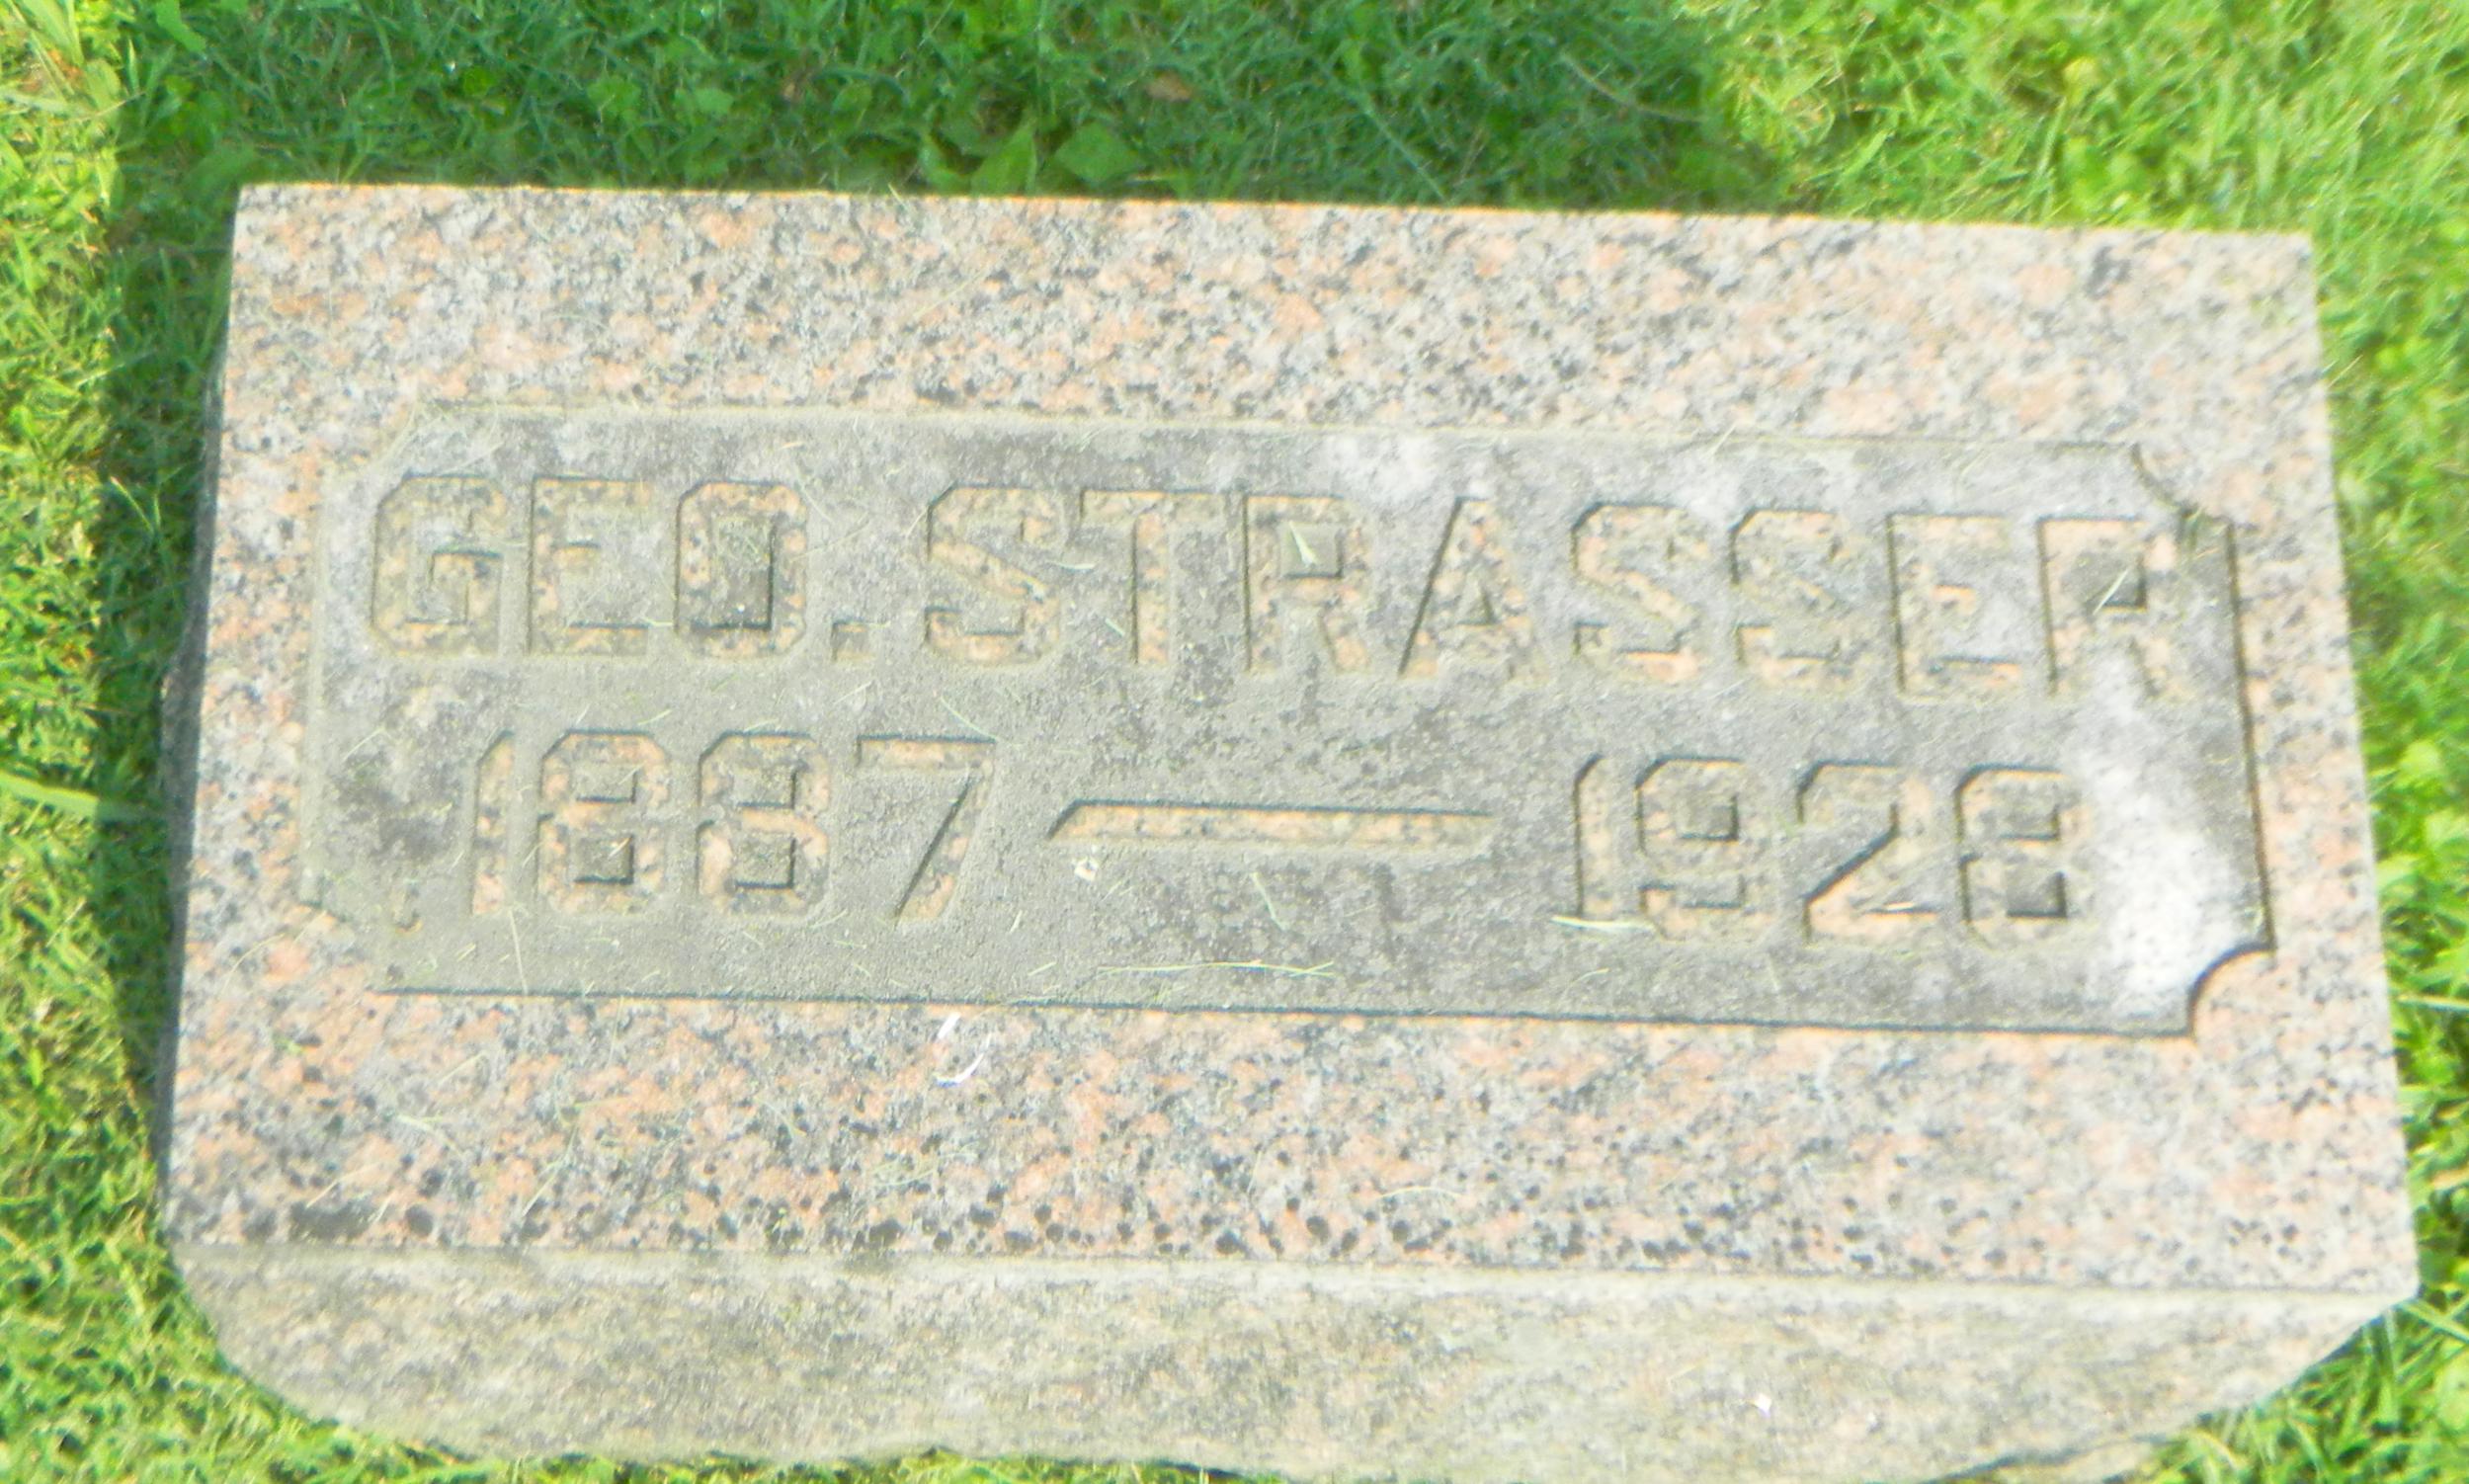 GEO. STRASSER
1887 — 1928